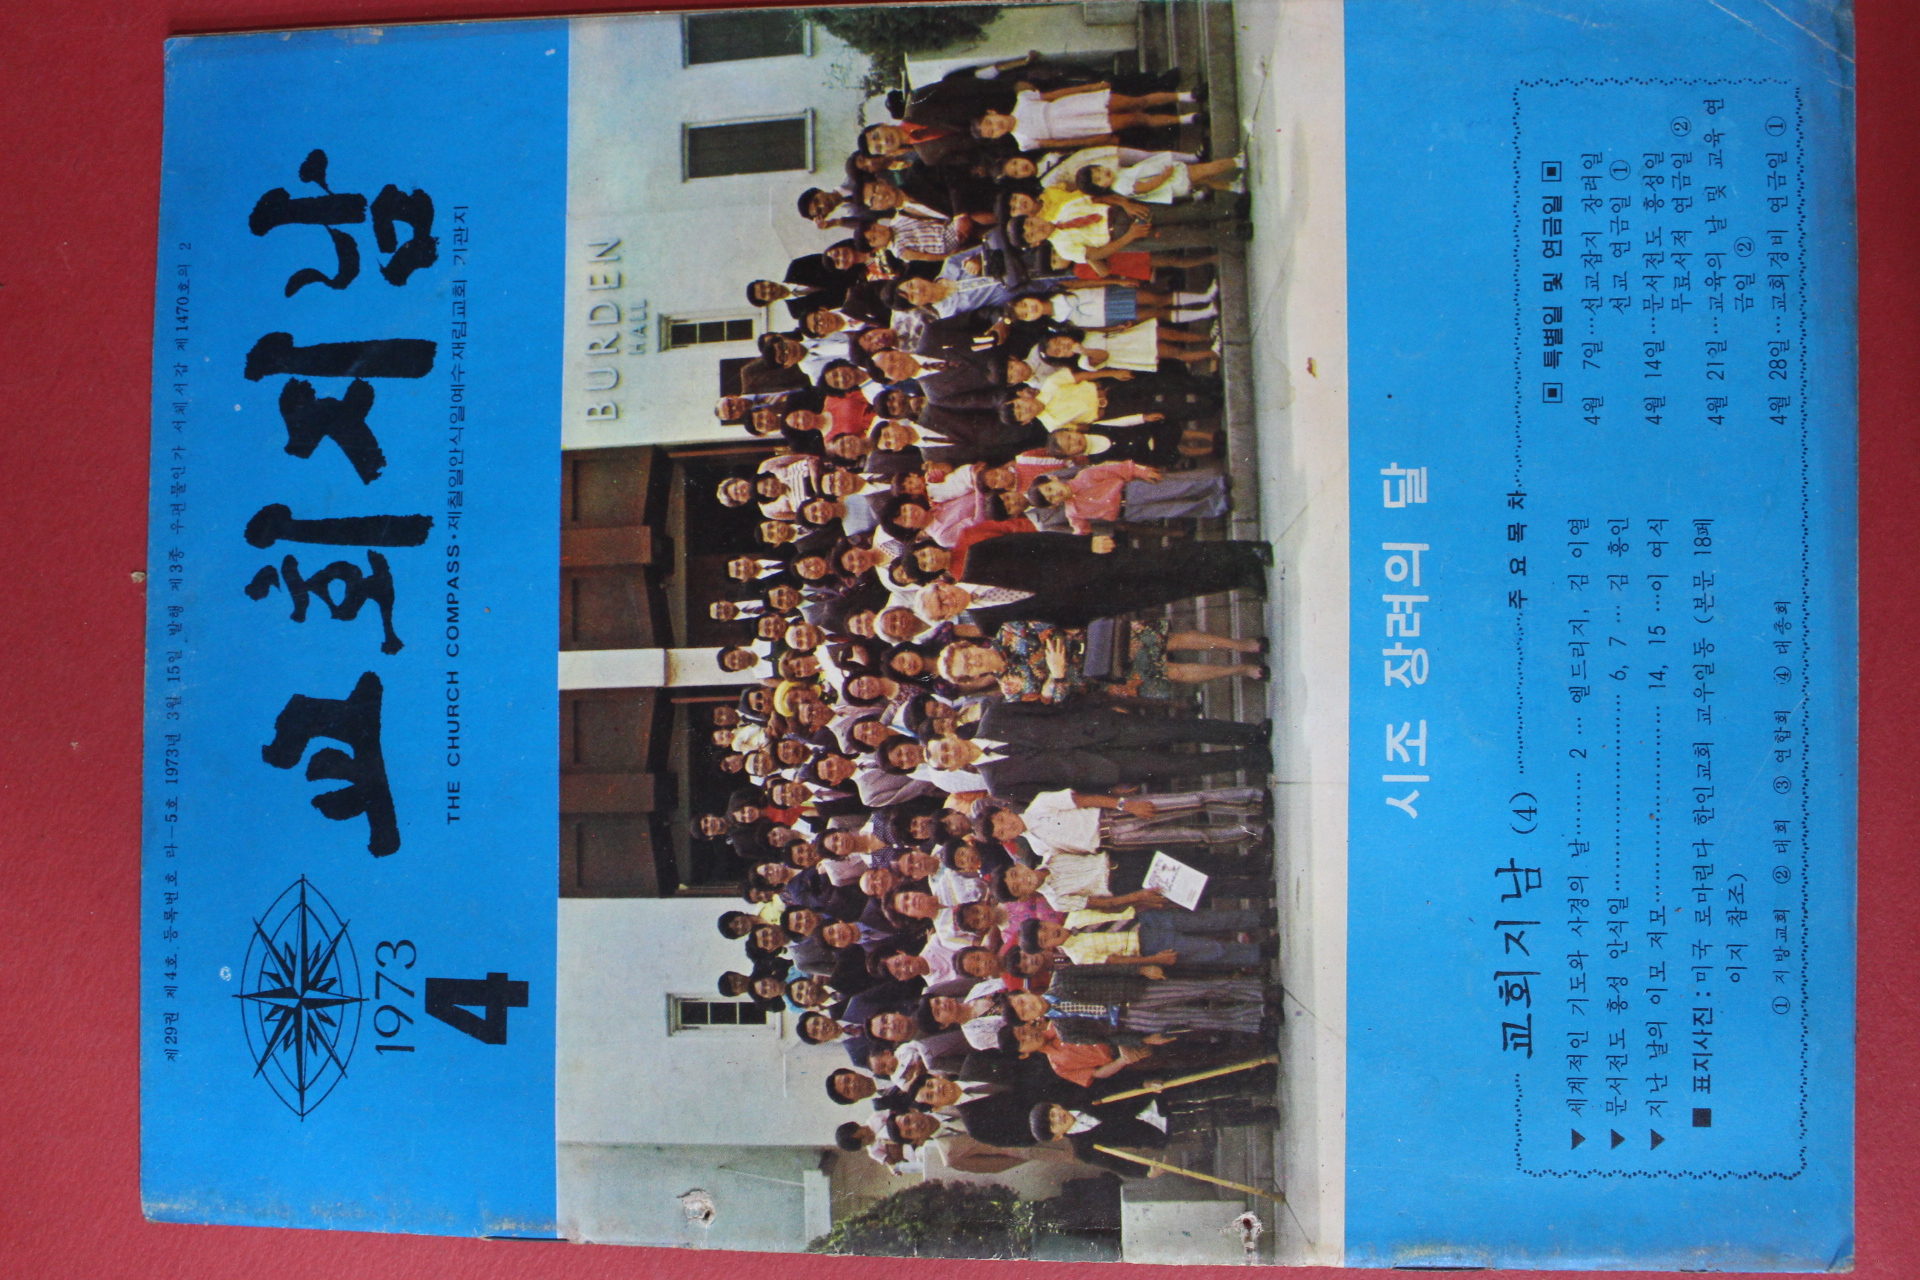 제29권 제4호 등록번호 라-5호 1973년 3월 15일 발행 제3종 우편물인가 서체서갑 제1470호의 2
교회지남
1973
4
THE CHURCH COMPASS • 제칠일안식일예수재림교회 기관지
BURDEN
HALL
시조 장려의 달
교회지남 (4) 주요목차
▼ 세계적인 기도와 사경의 날 ……… 2 … 엘드리지, 김 이열
▼ 문서전도 흥성 안식일 ……………… 6, 7 … 김 흥인
▼ 지난 날의 이모 저모 ……………… 14, 15 … 이 여식
■ 표지사진 : 미국 로마린다 한인교회 교우일동 (본문 18페
이지 참조)
▣ 특별일 및 연금일 ▣
4월 7일 … 선교잡지 장려일
선교 연금일 ①
4월 14일 … 문서전도 흥성일
무료서적 연금일 ②
4월 21일 … 교육의 날 및 교육 연
금일 ②
4월 28일 … 교회경비 연금일 ①
① 지방교회 ② 대회 ③ 연합회 ④ 대총회